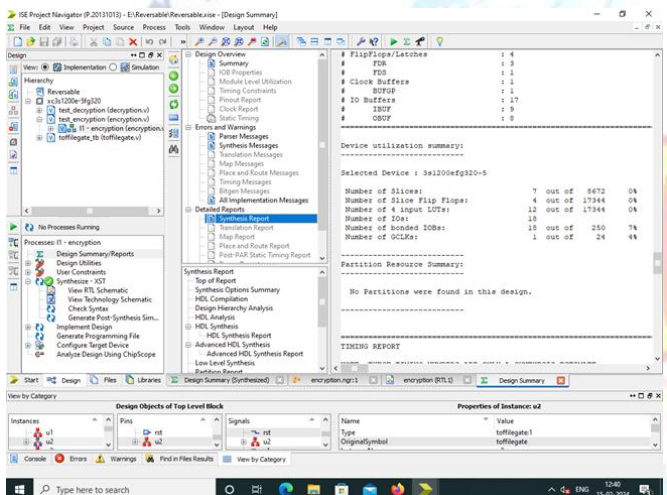 ISE Project Navigator (P.20131013) - E:\Reversable\Reversable.xise - [Design Summary]
File Edit View Project Source Process Tools Window Layout Help
Design
View: Implementation Simulation
Hierarchy
Reversable
xc3s1200e-5fg320
test_decryption (decryption.v)
test_encryption (encryption.v)
I1 - encryption (encryption.v
toffilegate_tb (toffilegate.v)
No Processes Running
Processes: I1 - encryption
Design Summary/Reports
Design Utilities
User Constraints
Synthesize - XST
View RTL Schematic
View Technology Schematic
Check Syntax
Generate Post-Synthesis Sim...
Implement Design
Generate Programming File
Configure Target Device
Analyze Design Using ChipScope
Design Overview
Summary
IOB Properties
Module Level Utilization
Timing Constraints
Pinout Report
Clock Report
Static Timing
Errors and Warnings
Parser Messages
Synthesis Messages
Translation Messages
Map Messages
Place and Route Messages
Timing Messages
Bitgen Messages
All Implementation Messages
Detailed Reports
Synthesis Report
Translation Report
Map Report
Place and Route Report
Post-PAR Static Timing Report
Synthesis Report
Top of Report
Synthesis Options Summary
HDL Compilation
Design Hierarchy Analysis
HDL Analysis
HDL Synthesis
HDL Synthesis Report
Advanced HDL Synthesis
Advanced HDL Synthesis Report
Low Level Synthesis
Partition Report
# FlipFlops/Latches : 4
# FDR : 3
# FDS : 1
# Clock Buffers : 1
# BUFGP : 1
# IO Buffers : 17
# IBUF : 9
# OBUF : 8
Device utilization summary:
Selected Device : 3s1200efg320-5
Number of Slices: 7 out of 8672 0%
Number of Slice Flip Flops: 4 out of 17344 0%
Number of 4 input LUTs: 12 out of 17344 0%
Number of IOs: 18
Number of bonded IOBs: 18 out of 250 7%
Number of GCLKs: 1 out of 24 4%
Partition Resource Summary:
No Partitions were found in this design.
TIMING REPORT
Start Design Files Libraries Design Summary (Synthesized) encryption.ngr:1 encryption (RTL1) Design Summary
View by Category
Design Objects of Top Level Block Properties of Instance: u2
Instances Pins Signals Name Value
u1 rst rst Type toffilegate:1
u2 u2 u2 OriginalSymbol toffilegate
Console Errors Warnings Find in Files Results View by Category
Type here to search ENG 12:40
15-02-2024